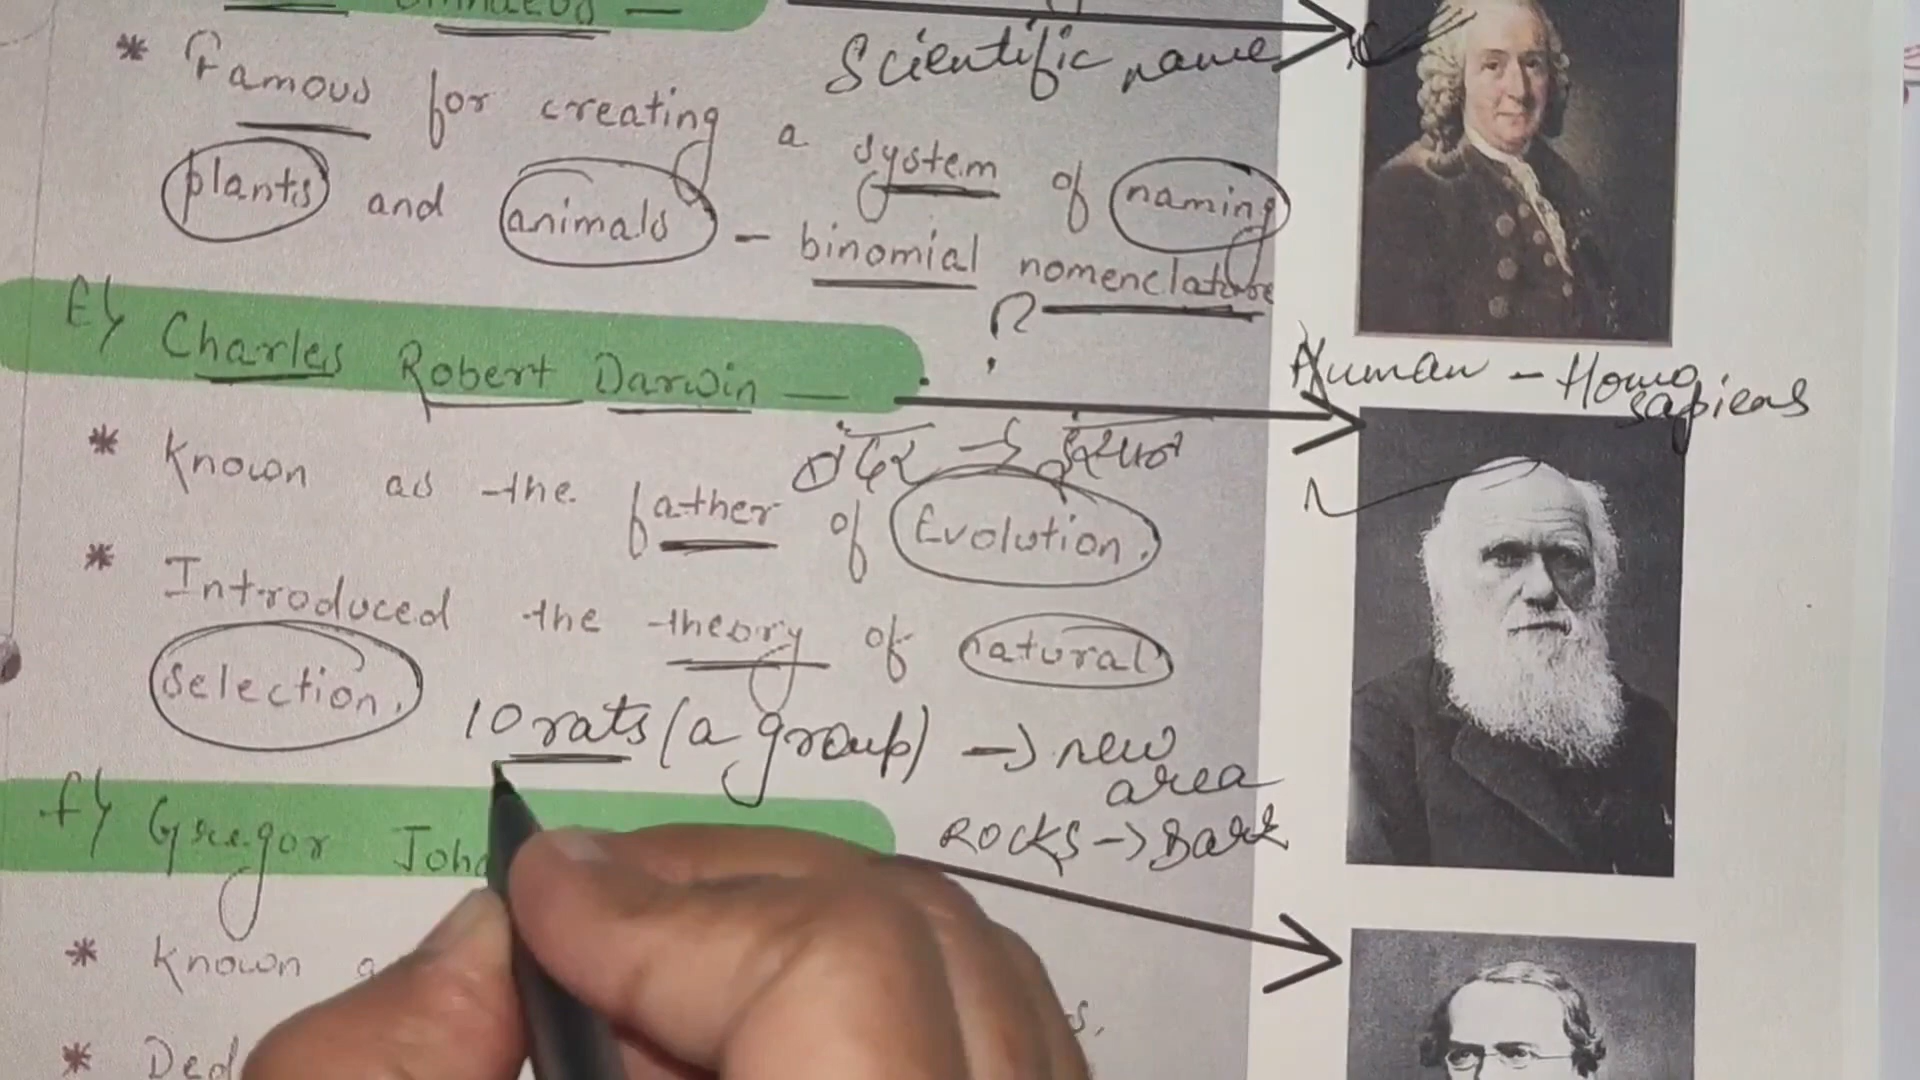 Scientific name
* Famous for creating a system of naming
plants and animals - binomial nomenclature
?
E) Charles Robert Darwin —
Human - Homo
sapiens
* Known as the father of Evolution.
* Introduced the theory of natural
selection.
10 rats (a group) → new
area
ROCKS → Dark
f) Gregor Joh
* Known a
* Ded